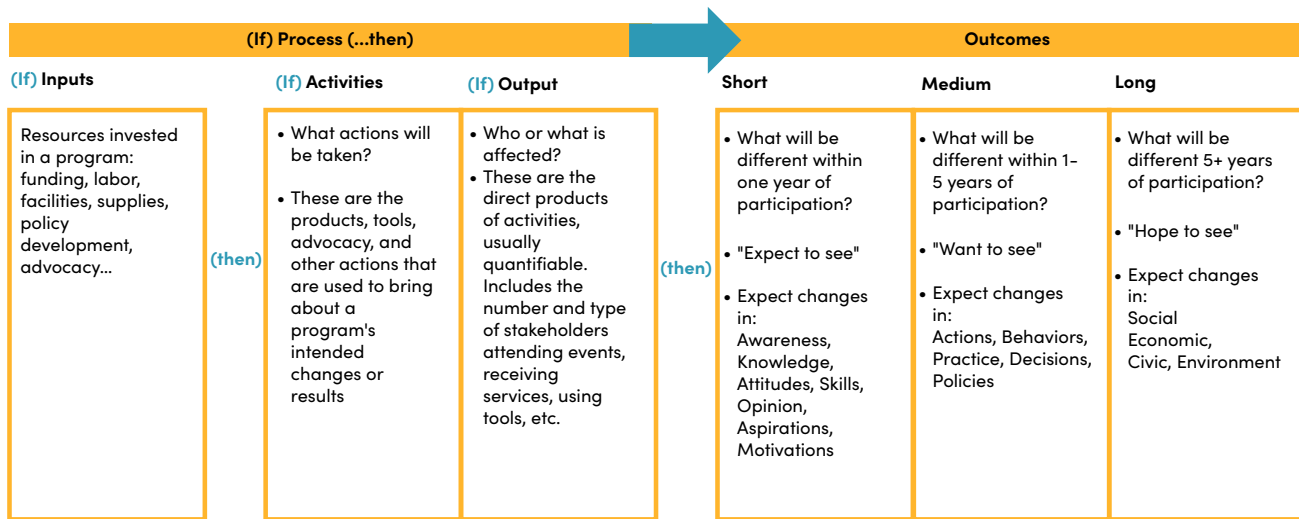 (If) Process (...then)
Outcomes
(If) Inputs
(If) Activities
(If) Output
Short
Medium
Long
Resources invested
in a program:
funding, labor,
facilities, supplies,
policy
development,
advocacy...
(then)
• What actions will
be taken?
• These are the
products, tools,
advocacy, and
other actions that
are used to bring
about a
program's
intended
changes or
results
• Who or what is
affected?
• These are the
direct products
of activities,
usually
quantifiable.
Includes the
number and type
of stakeholders
attending events,
receiving
services, using
tools, etc.
(then)
• What will be
different within
one year of
participation?
• "Expect to see"
• Expect changes
in:
Awareness,
Knowledge,
Attitudes, Skills,
Opinion,
Aspirations,
Motivations
• What will be
different within 1-
5 years of
participation?
• "Want to see"
• Expect changes
in:
Actions, Behaviors,
Practice, Decisions,
Policies
• What will be
different 5+ years
of participation?
• "Hope to see"
• Expect changes
in:
Social
Economic,
Civic, Environment